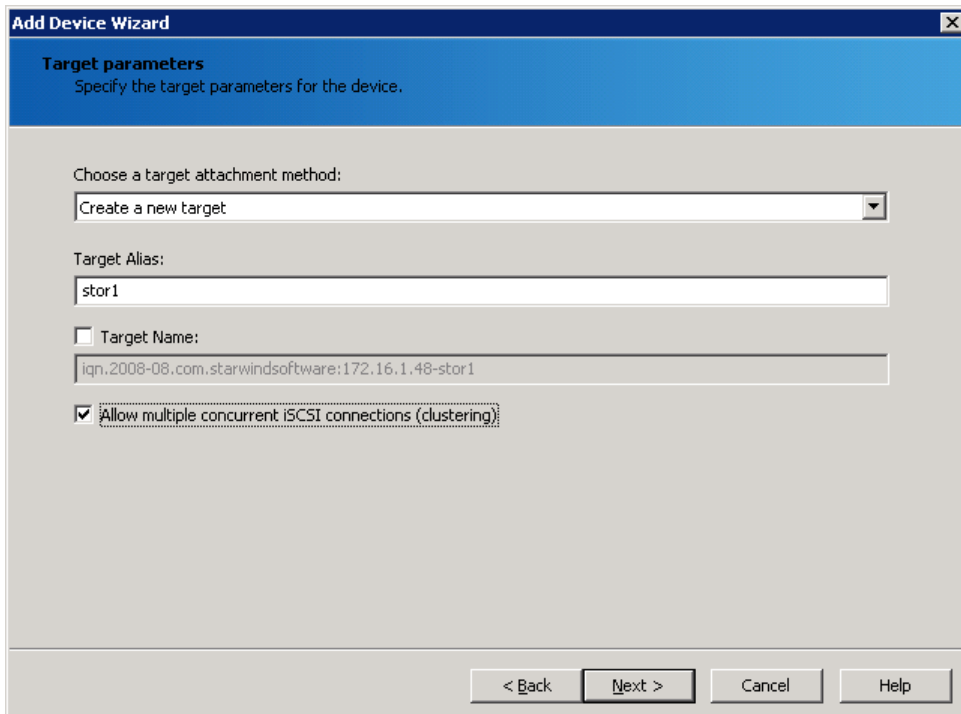 Add Device Wizard
Target parameters
Specify the target parameters for the device.
Choose a target attachment method:
Create a new target
Target Alias:
stor1
Target Name:
iqn.2008-08.com.starwindsoftware:172.16.1.48-stor1
Allow multiple concurrent iSCSI connections (clustering)
< Back Next > Cancel Help